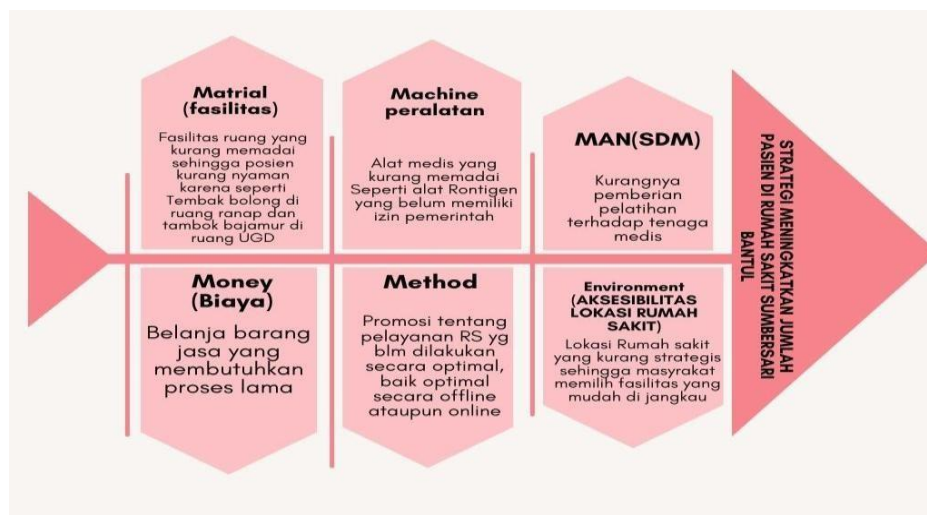 Matrial
(fasilitas)
Fasilitas ruang yang
kurang memadai
sehingga posien
kurang nyaman
karena seperti
Tembak bolong di
ruang ranap dan
tambok bajamur di
ruang UGD
Machine
peralatan
Alat medis yang
kurang memadai
Seperti alat Rontigen
yang belum memiliki
izin pemerintah
MAN(SDM)
Kurangnya
pemberian
pelatihan
terhadap tenaga
medis
Money
(Biaya)
Belanja barang
jasa yang
membutuhkan
proses lama
Method
Promosi tentang
pelayanan RS yg
blm dilakukan
secara optimal,
baik optimal
secara offline
ataupun online
Environment
(AKSESIBILITAS
LOKASI RUMAH
SAKIT)
Lokasi Rumah sakit
yang kurang strategis
sehingga masyrakat
memilih fasilitas yang
mudah di jangkau
STRATEGI MENINGKATKAN JUMLAH
PASIEN DI RUMAH SAKIT SUMBERSARI
BANTUL